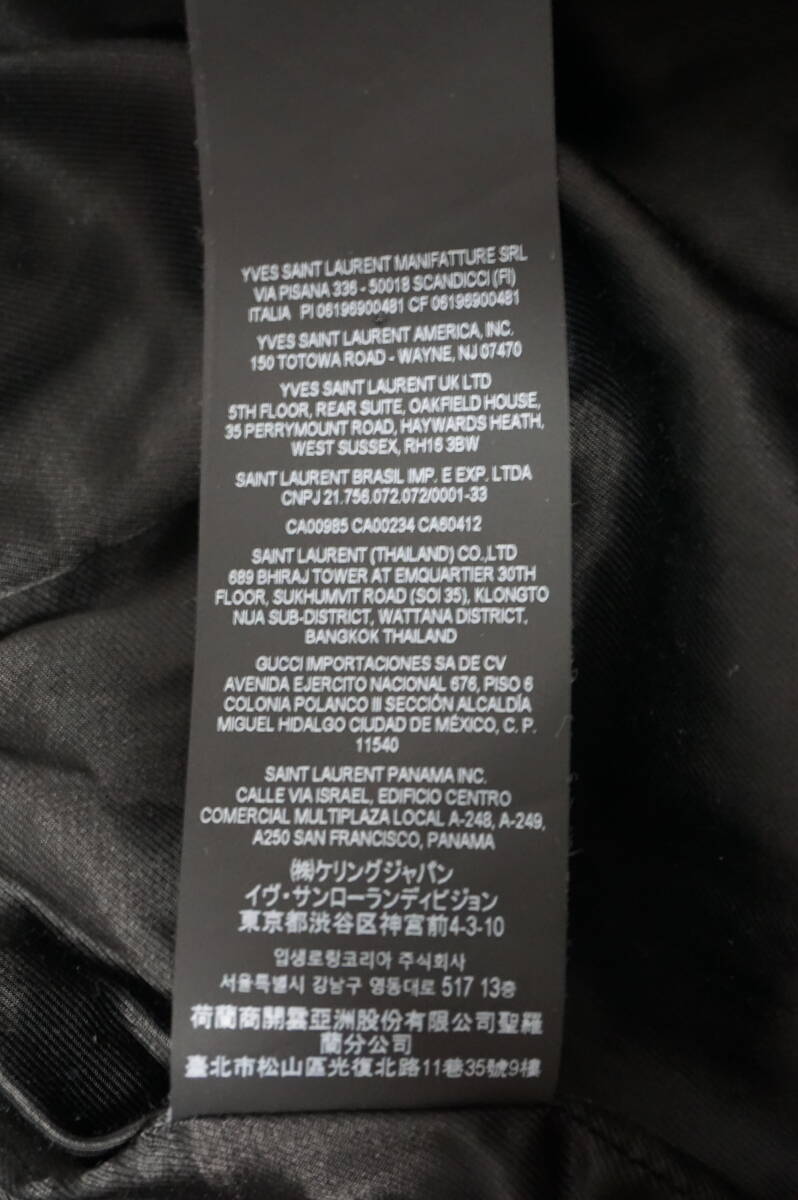 YVES SAINT LAURENT MANIFATTURE SRL
VIA PISANA 336 - 50018 SCANDICCI (FI)
ITALIA PI 06196900481 CF 06196900481
YVES SAINT LAURENT AMERICA, INC.
150 TOTOWA ROAD - WAYNE, NJ 07470
YVES SAINT LAURENT UK LTD
5TH FLOOR, REAR SUITE, OAKFIELD HOUSE,
35 PERRYMOUNT ROAD, HAYWARDS HEATH,
WEST SUSSEX, RH16 3BW
SAINT LAURENT BRASIL IMP. E EXP. LTDA
CNPJ 21.756.072.072/0001-33
CA00985 CA00234 CA60412
SAINT LAURENT (THAILAND) CO.,LTD
689 BHIRAJ TOWER AT EMQUARTIER 30TH
FLOOR, SUKHUMVIT ROAD (SOI 35), KLONGTO
NUA SUB-DISTRICT, WATTANA DISTRICT,
BANGKOK THAILAND
GUCCI IMPORTACIONES SA DE CV
AVENIDA EJERCITO NACIONAL 676, PISO 6
COLONIA POLANCO III SECCIÓN ALCALDÍA
MIGUEL HIDALGO CIUDAD DE MÉXICO, C. P.
11540
SAINT LAURENT PANAMA INC.
CALLE VIA ISRAEL, EDIFICIO CENTRO
COMERCIAL MULTIPLAZA LOCAL A-248, A-249,
A250 SAN FRANCISCO, PANAMA
㈱ケリングジャパン
イヴ・サンローランディビジョン
東京都渋谷区神宮前4-3-10
입생로랑코리아 주식회사
서울특별시 강남구 영동대로 517 13층
荷蘭商開雲亞洲股份有限公司聖羅
蘭分公司
臺北市松山區光復北路11巷35號9樓